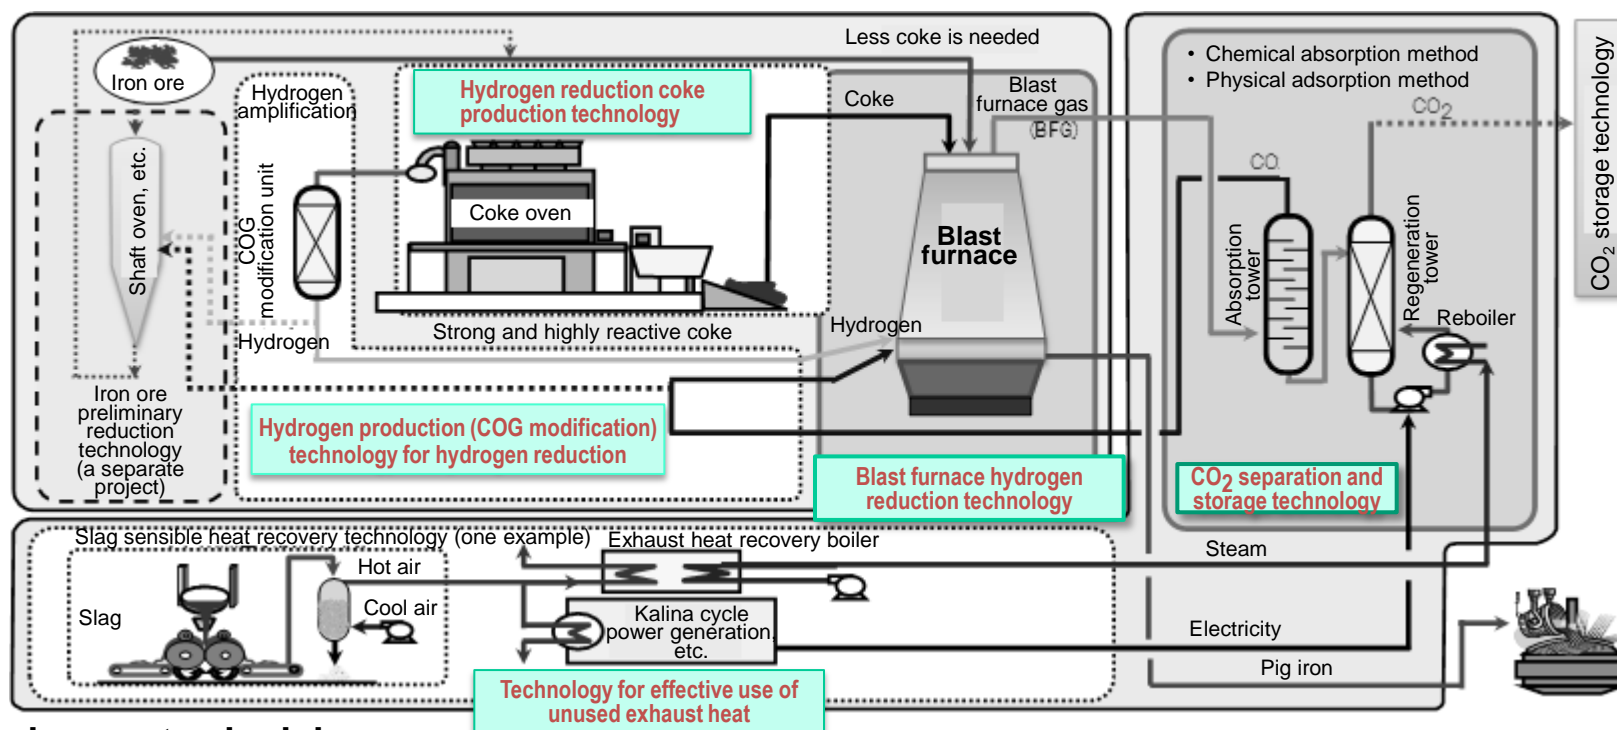 Less coke is needed
Iron ore
Hydrogen
amplification
Hydrogen reduction coke
production technology
Coke
Blast
furnace gas
(BFG)
• Chemical absorption method
• Physical adsorption method
CO2
CO
CO2 storage technology
Shaft oven, etc.
COG
modification unit
Coke oven
Blast
furnace
Absorption
tower
Regeneration
tower
Reboiler
Strong and highly reactive coke
Hydrogen
Hydrogen
Iron ore
preliminary
reduction
technology
(a separate
project)
Hydrogen production (COG modification)
technology for hydrogen reduction
Blast furnace hydrogen
reduction technology
CO2 separation and
storage technology
Slag sensible heat recovery technology (one example)
Exhaust heat recovery boiler
Steam
Hot air
Cool air
Slag
Kalina cycle
power generation,
etc.
Electricity
Pig iron
Technology for effective use of
unused exhaust heat